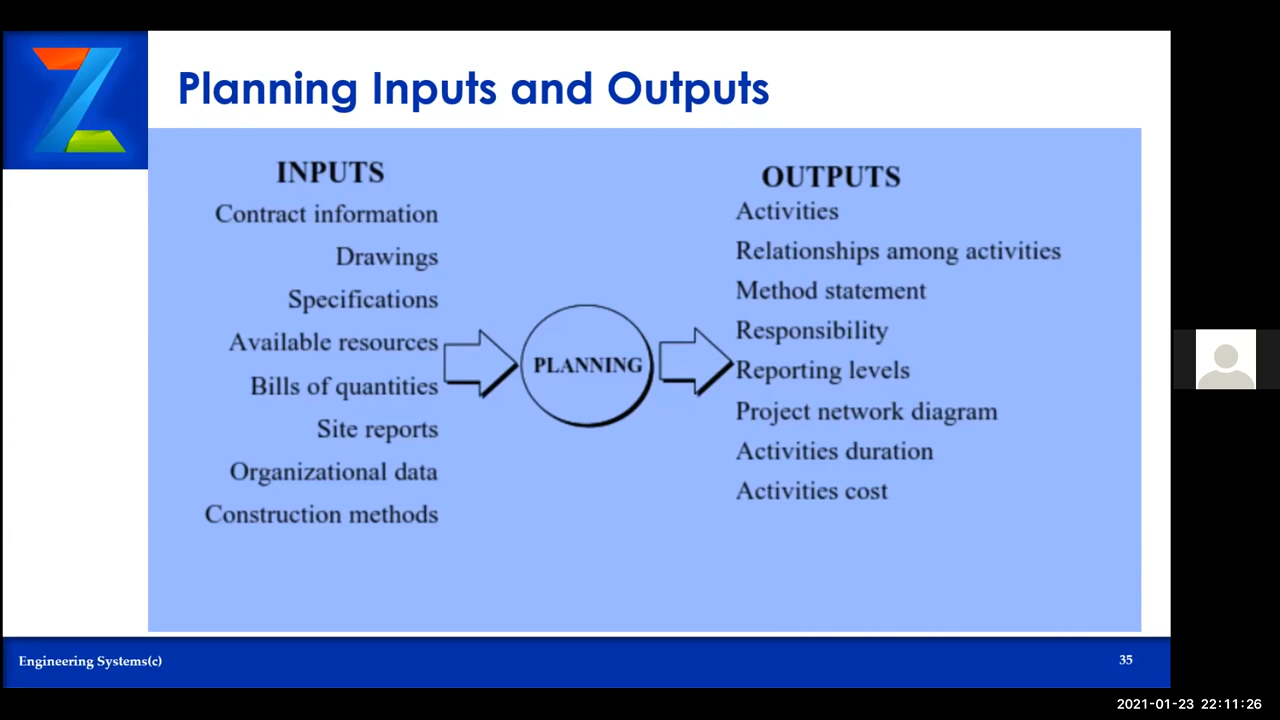 Planning Inputs and Outputs
INPUTS
Contract information
Drawings
Specifications
Available resources
Bills of quantities
Site reports
Organizational data
Construction methods
PLANNING
OUTPUTS
Activities
Relationships among activities
Method statement
Responsibility
Reporting levels
Project network diagram
Activities duration
Activities cost
Engineering Systems(c)
35
2021-01-23 22:11:26